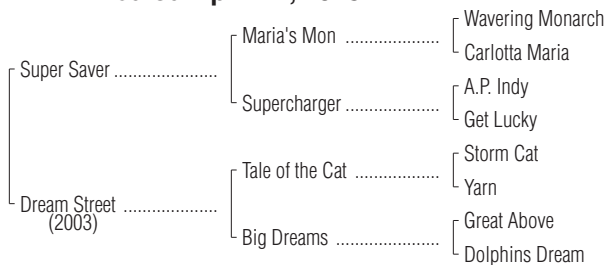 Wavering Monarch
Maria's Mon ....................
Carlotta Maria
Super Saver ......................
A.P. Indy
Supercharger ....................
Get Lucky
Storm Cat
Tale of the Cat ..................
Yarn
Dream Street ....................
(2003)
Great Above
Big Dreams ......................
Dolphins Dream